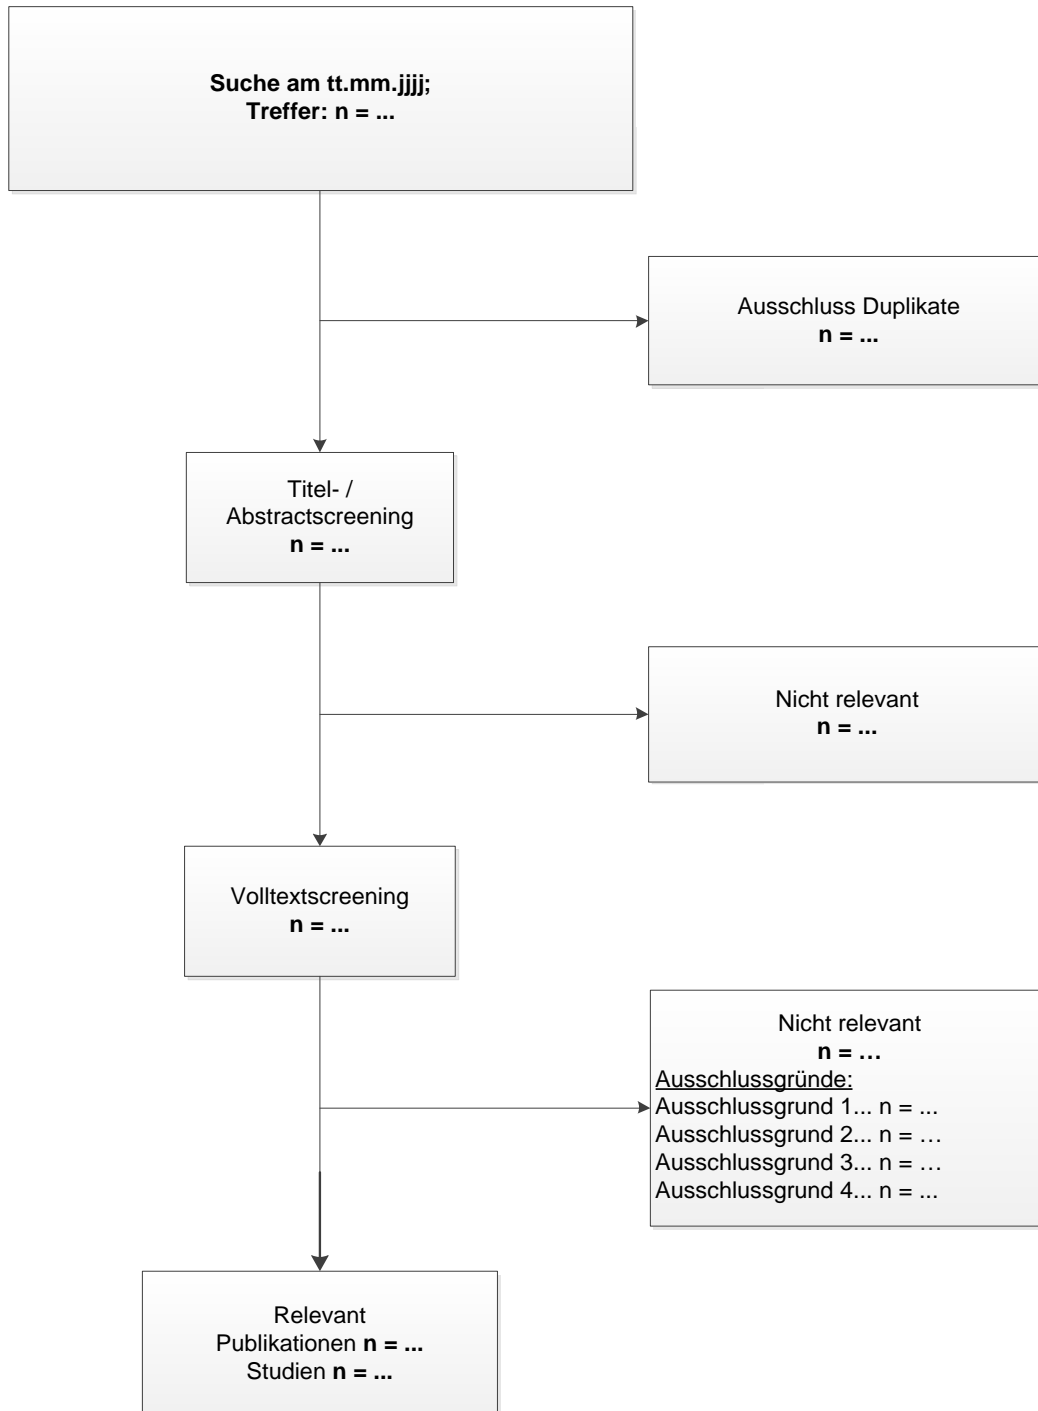 Suche am tt.mm.jjjj;
Treffer: n = ...
Ausschluss Duplikate
n = ...
Titel- /
Abstractscreening
n = ...
Nicht relevant
n = ...
Volltextscreening
n = ...
Nicht relevant
n = …
Ausschlussgründe:
Ausschlussgrund 1... n = ...
Ausschlussgrund 2... n = …
Ausschlussgrund 3... n = …
Ausschlussgrund 4... n = ...
Relevant
Publikationen n = ...
Studien n = ...